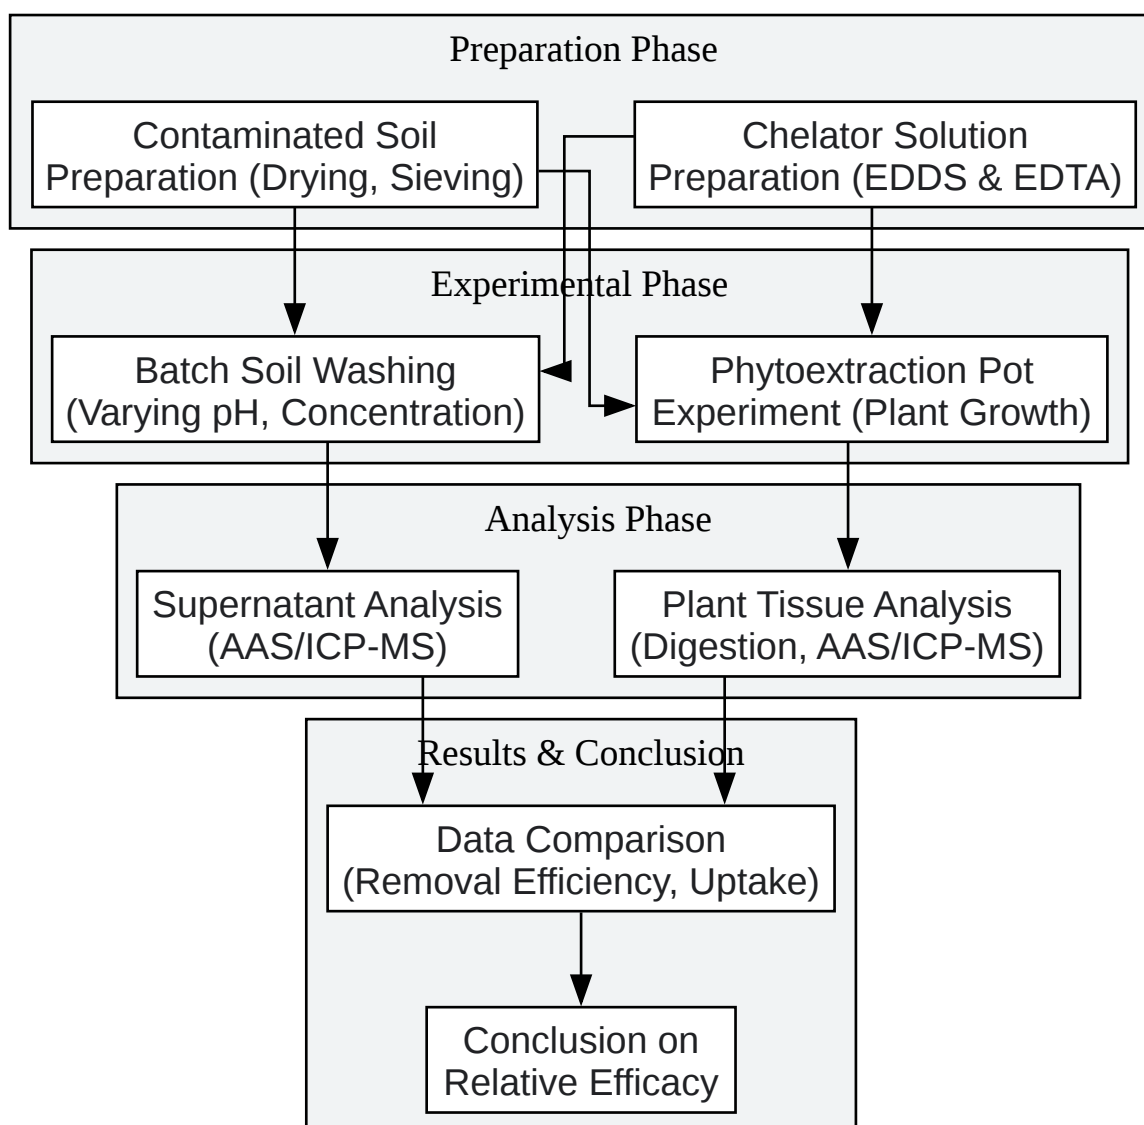 Preparation Phase
Contaminated Soil
Preparation (Drying, Sieving)
Chelator Solution
Preparation (EDDS & EDTA)
Experimental Phase
Batch Soil Washing
(Varying pH, Concentration)
Phytoextraction Pot
Experiment (Plant Growth)
Analysis Phase
Supernatant Analysis
(AAS/ICP-MS)
Plant Tissue Analysis
(Digestion, AAS/ICP-MS)
Results & Conclusion
Data Comparison
(Removal Efficiency, Uptake)
Conclusion on
Relative Efficacy